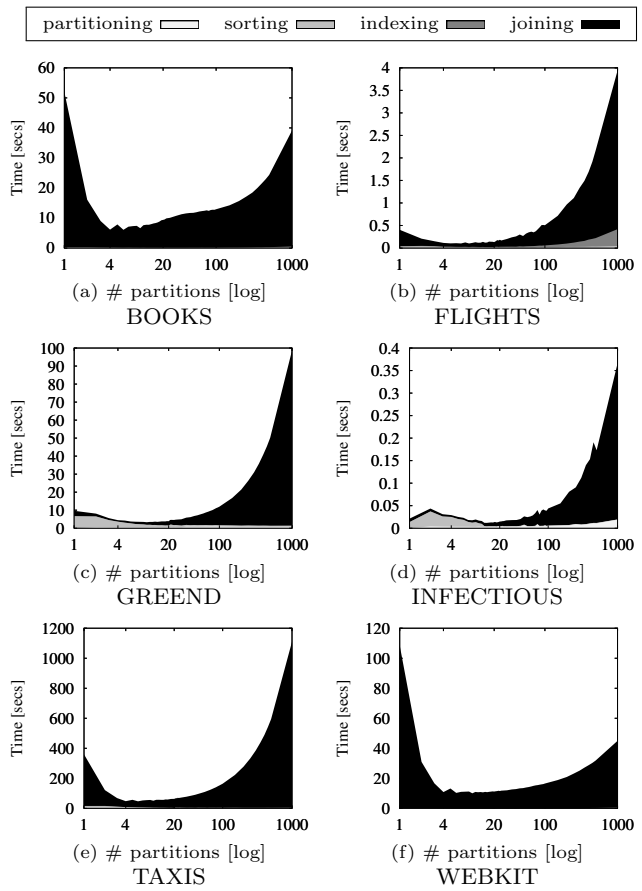 partitioning sorting indexing joining
60
50
40
30
20
10
0
Time [secs]
1 4 20 100 1000
(a) # partitions [log]
BOOKS
4
3.5
3
2.5
2
1.5
1
0.5
0
Time [secs]
1 4 20 100 1000
(b) # partitions [log]
FLIGHTS
100
90
80
70
60
50
40
30
20
10
0
Time [secs]
1 4 20 100 1000
(c) # partitions [log]
GREEND
0.4
0.35
0.3
0.25
0.2
0.15
0.1
0.05
0
Time [secs]
1 4 20 100 1000
(d) # partitions [log]
INFECTIOUS
1200
1000
800
600
400
200
0
Time [secs]
1 4 20 100 1000
(e) # partitions [log]
TAXIS
120
100
80
60
40
20
0
Time [secs]
1 4 20 100 1000
(f) # partitions [log]
WEBKIT